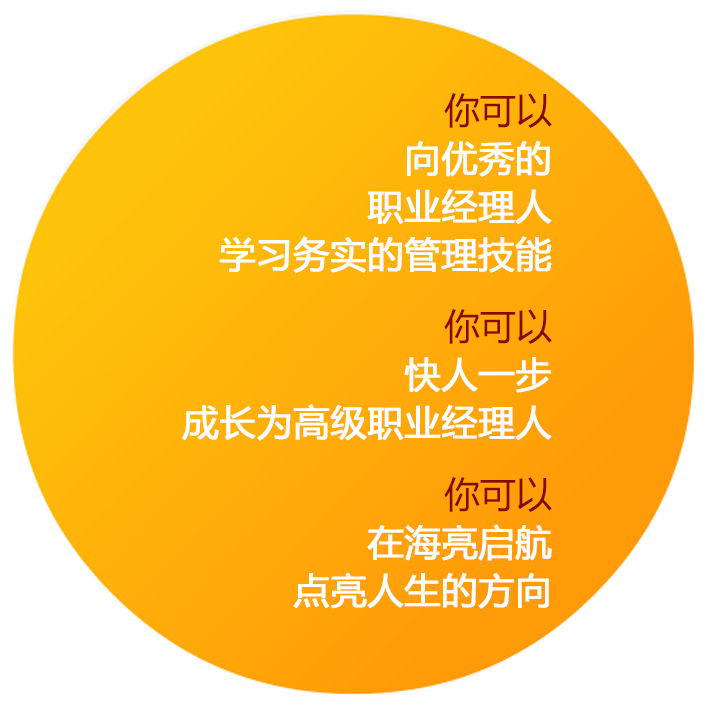 你可以
向优秀的
职业经理人
学习务实的管理技能
你可以
快人一步
成长为高级职业经理人
你可以
在海亮启航
点亮人生的方向